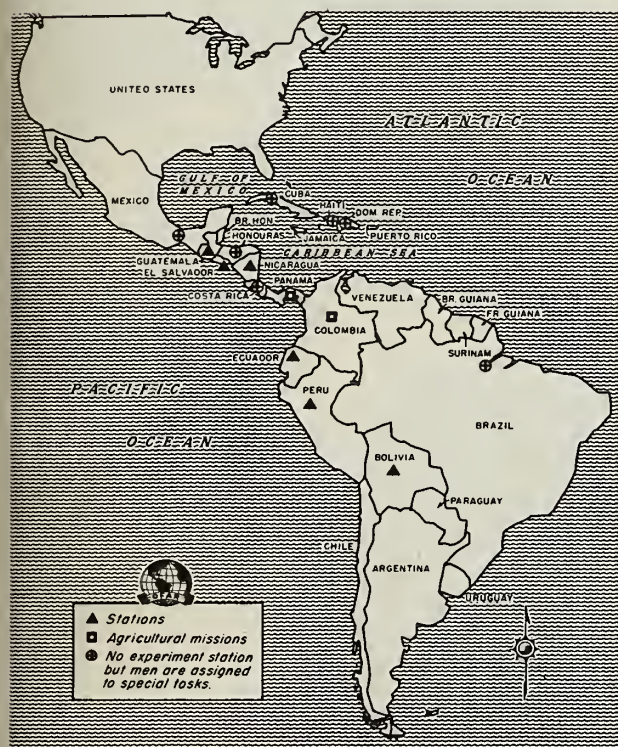 UNITED STATES
ATLANTIC
OCEAN
GULF OF
MEXICO
CUBA
MEXICO
HAITI
DOM REP
BR. HON.
HONDURAS
JAMAICA
PUERTO RICO
CARIBBEAN SEA
GUATEMALA
EL SALVADOR
NICARAGUA
PANAMA
COSTA RICA
VENEZUELA
BR. GUIANA
FR. GUIANA
COLOMBIA
SURINAM
ECUADOR
PACIFIC
PERU
BRAZIL
OCEAN
BOLIVIA
PARAGUAY
CHILE
ARGENTINA
URUGUAY
OFAR
Stations
Agricultural missions
No experiment station
but men are assigned
to special tasks.